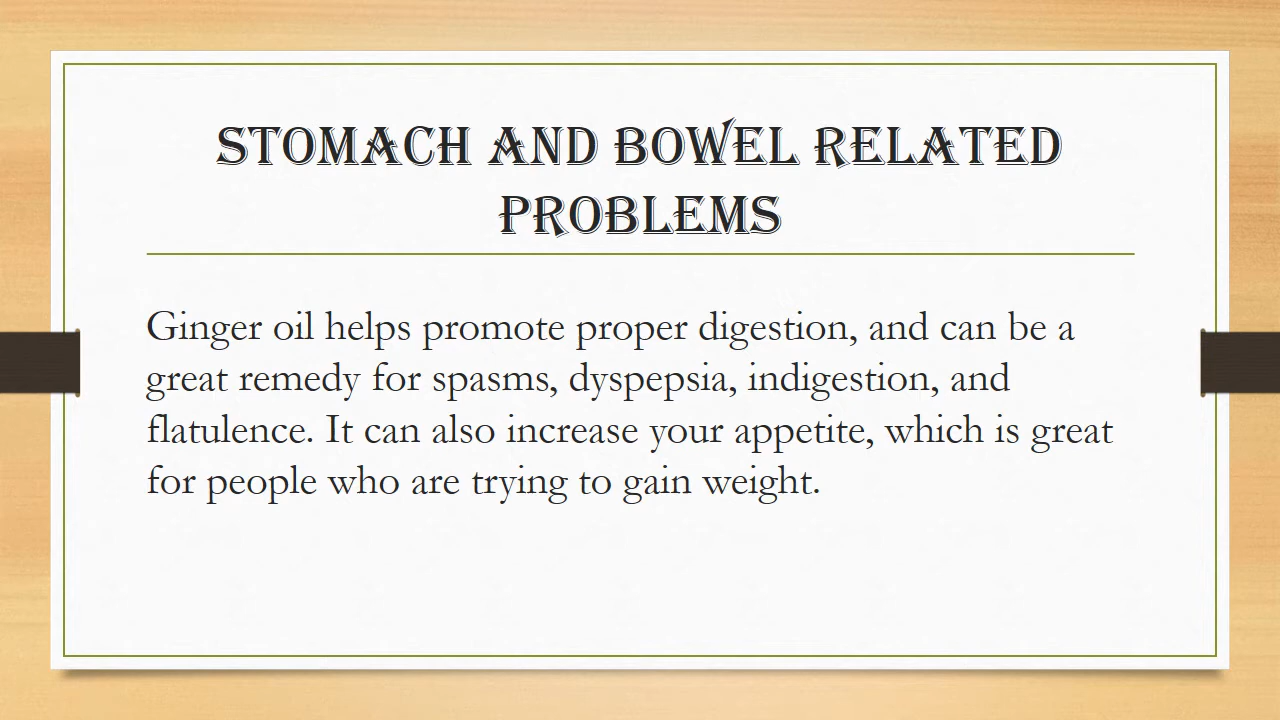 STOMACH AND BOWEL RELATED
PROBLEMS
Ginger oil helps promote proper digestion, and can be a
great remedy for spasms, dyspepsia, indigestion, and
flatulence. It can also increase your appetite, which is great
for people who are trying to gain weight.